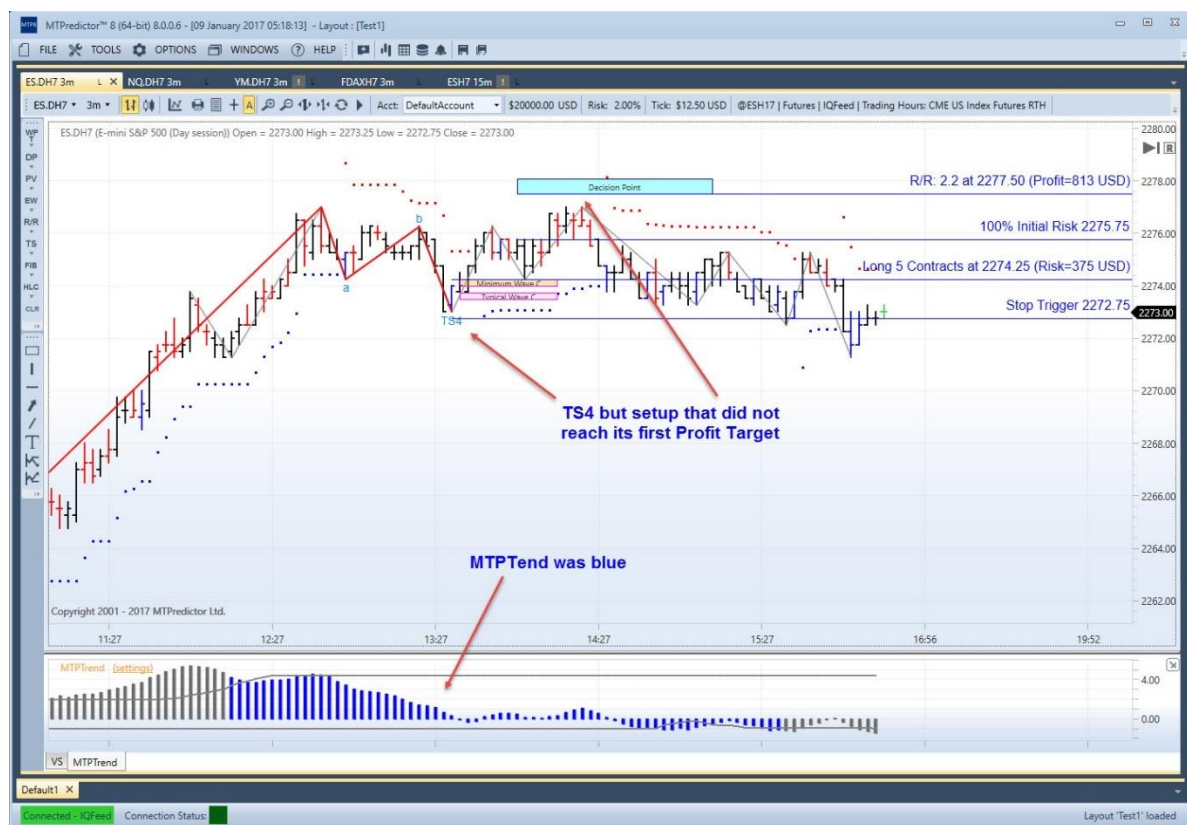 MTPredictor™ 8 (64-bit) 8.0.0.6 - [09 January 2017 05:18:13] - Layout : [Test1]
FILE TOOLS OPTIONS WINDOWS HELP
ES.DH7 3m L X NQ.DH7 3m L YM.DH7 3m ! L FDAXH7 3m L ESH7 15m ! L
ES.DH7 3m A Acct: DefaultAccount $20000.00 USD Risk: 2.00% Tick: $12.50 USD @ESH17 | Futures | IQFeed | Trading Hours: CME US Index Futures RTH
ES.DH7 (E-mini S&P 500 (Day session)) Open = 2273.00 High = 2273.25 Low = 2272.75 Close = 2273.00
WP
T
DP
PV
EW
R/R
TS
FIB
HLC
CLR
T
R
2280.00
Decision Point
R/R: 2.2 at 2277.50 (Profit=813 USD)
2278.00
b
100% Initial Risk 2275.75
2276.00
a
Long 5 Contracts at 2274.25 (Risk=375 USD)
2274.00
Minimum Wave C
Typical Wave C
TS4
Stop Trigger 2272.75
2273.00
2272.00
2270.00
TS4 but setup that did not
reach its first Profit Target
2268.00
2266.00
2264.00
MTPTend was blue
2262.00
Copyright 2001 - 2017 MTPredictor Ltd.
11:27 12:27 13:27 14:27 15:27 16:56 19:52
MTPTrend (settings)
4.00
0.00
VS MTPTrend
Default1 X
Connected - IQFeed Connection Status: Layout 'Test1' loaded